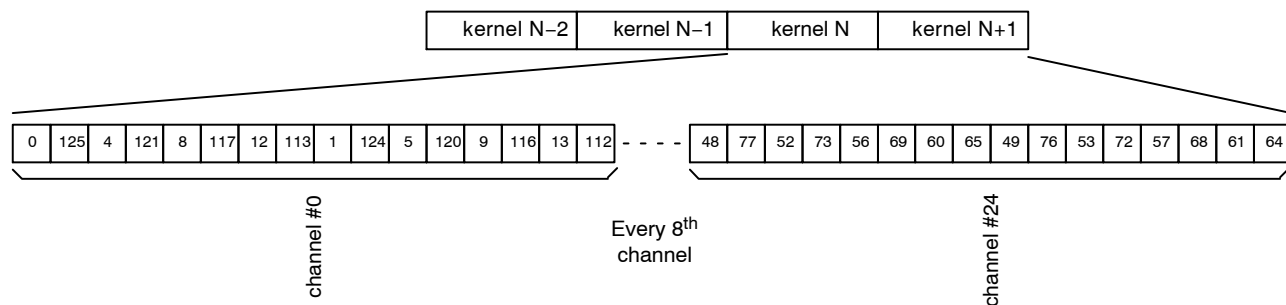 kernel N−2 kernel N−1 kernel N kernel N+1
0 125 4 121 8 117 12 113 1 124 5 120 9 116 13 112 - - - - - 48 77 52 73 56 69 60 65 49 76 53 72 57 68 61 64
channel #0
Every 8th
channel
channel #24